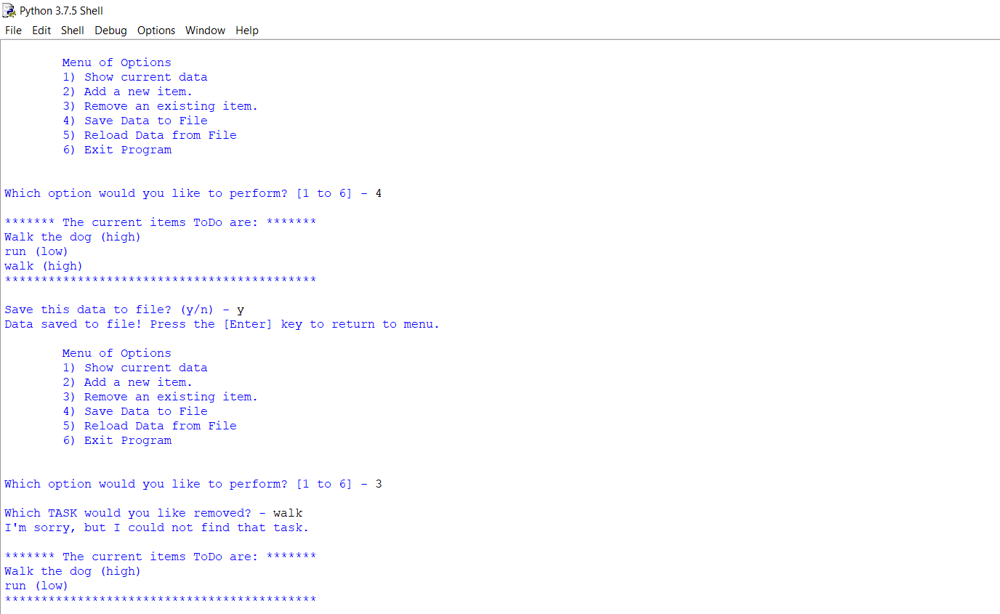 Python 3.7.5 Shell
File Edit Shell Debug Options Window Help
Menu of Options
1) Show current data
2) Add a new item.
3) Remove an existing item.
4) Save Data to File
5) Reload Data from File
6) Exit Program
Which option would you like to perform? [1 to 6] - 4
******* The current items ToDo are: *******
Walk the dog (high)
run (low)
walk (high)
*******************************************
Save this data to file? (y/n) - y
Data saved to file! Press the [Enter] key to return to menu.
Menu of Options
1) Show current data
2) Add a new item.
3) Remove an existing item.
4) Save Data to File
5) Reload Data from File
6) Exit Program
Which option would you like to perform? [1 to 6] - 3
Which TASK would you like removed? - walk
I'm sorry, but I could not find that task.
******* The current items ToDo are: *******
Walk the dog (high)
run (low)
*******************************************